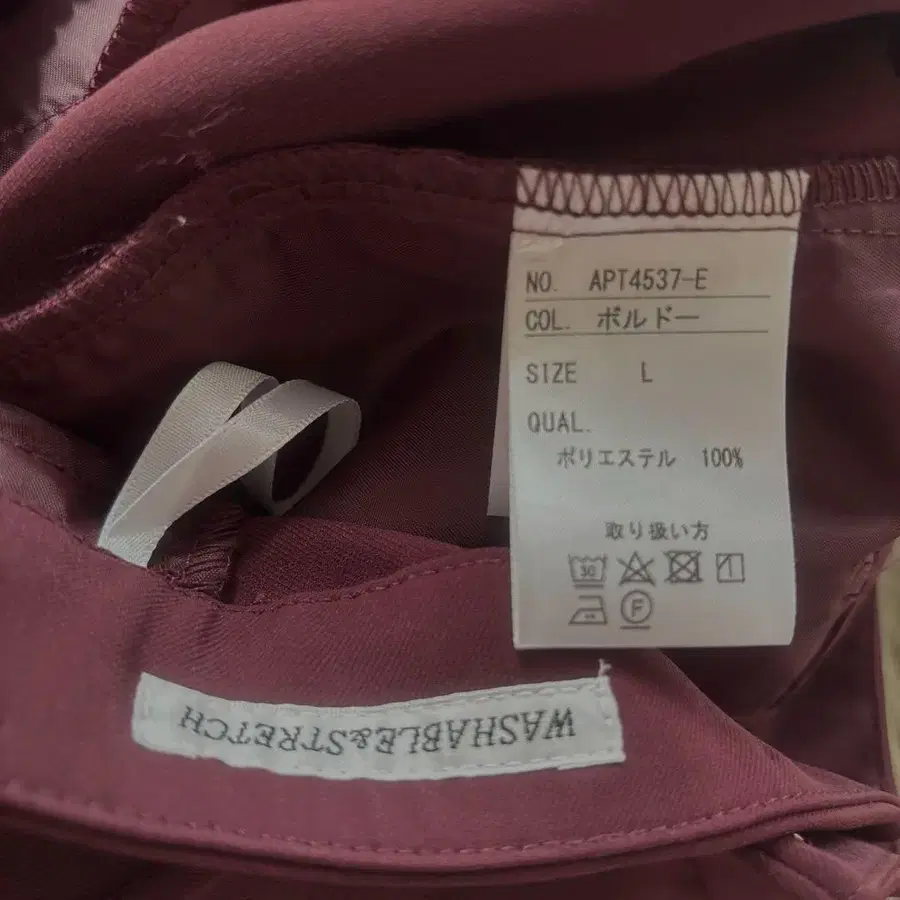 NO. APT4537-E
COL. ボルドー
SIZE L
QUAL.
ポリエステル 100%
取り扱い方
30
F
WASHABLE&STRETCH